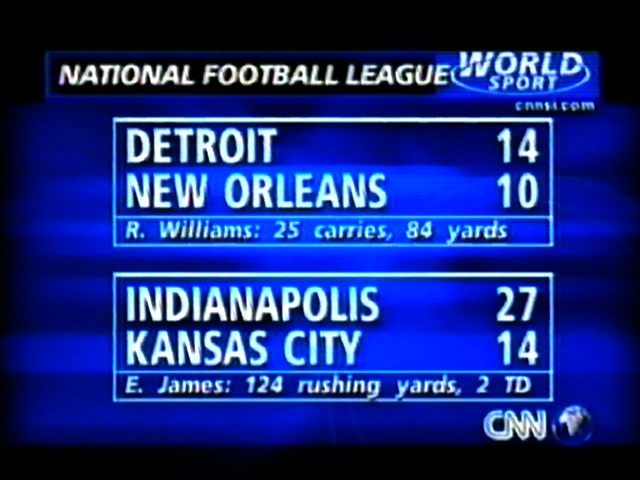 NATIONAL FOOTBALL LEAGUE
WORLD
SPORT
cnnsi.com
DETROIT 14
NEW ORLEANS 10
R. Williams: 25 carries, 84 yards
INDIANAPOLIS 27
KANSAS CITY 14
E. James: 124 rushing yards, 2 TD
CNN